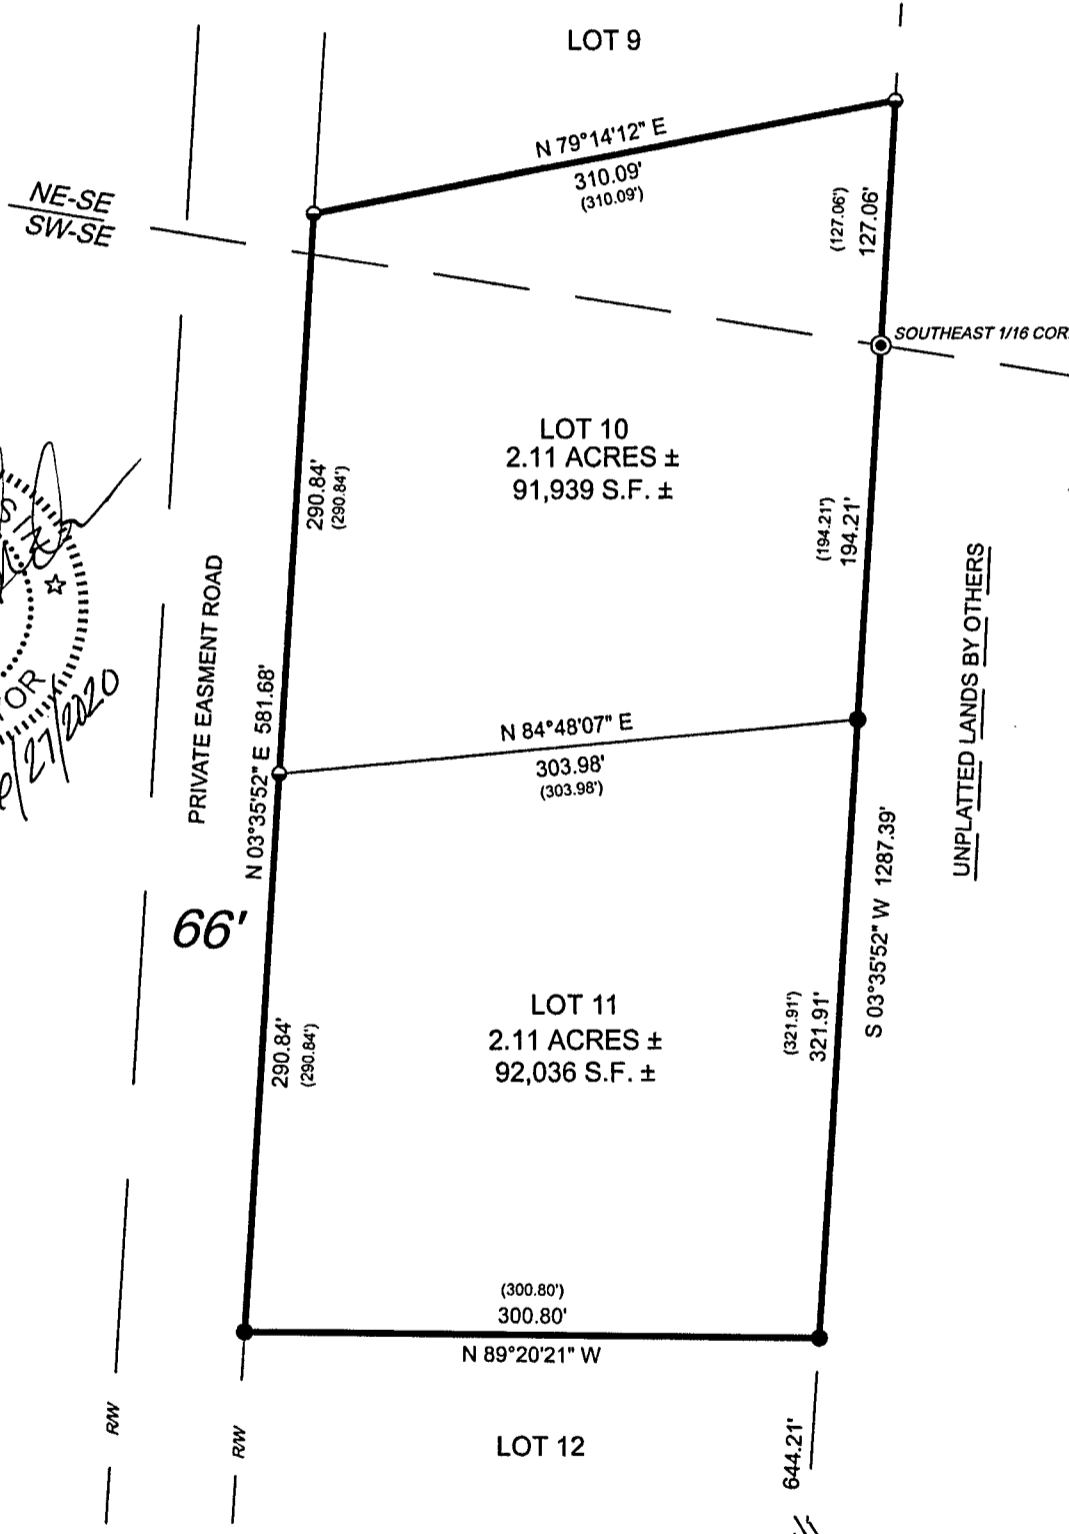 LOT 9
N 79°14'12" E
310.09'
(310.09')
NE-SE
SW-SE
(127.06')
127.06'
SOUTHEAST 1/16 COR.
LOT 10
2.11 ACRES ±
91,939 S.F. ±
290.84'
(290.84')
(194.21')
194.21'
UNPLATTED LANDS BY OTHERS
PRIVATE EASMENT ROAD
N 03°35'52" E 581.68'
N 84°48'07" E
303.98'
(303.98')
/27/2020
66'
S 03°35'52" W 1287.39'
LOT 11
2.11 ACRES ±
92,036 S.F. ±
290.84'
(290.84')
(321.91')
321.91'
(300.80')
300.80'
N 89°20'21" W
R/W
R/W
LOT 12
644.21'